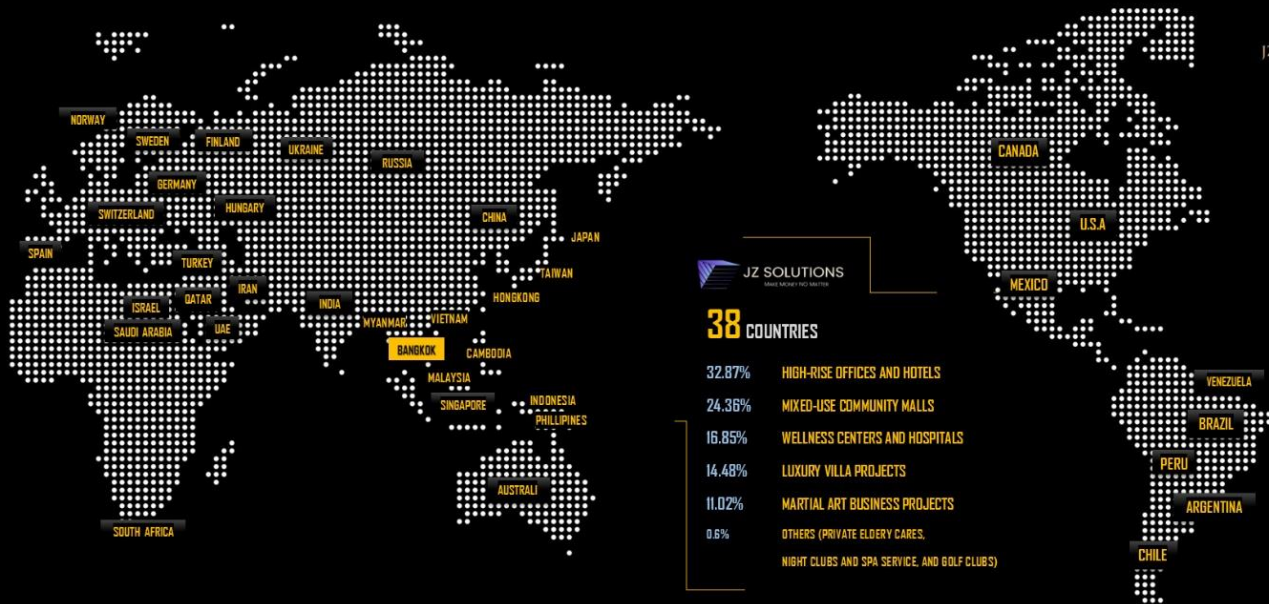 JZ
NORWAY
SWEDEN
FINLAND
UKRAINE
RUSSIA
CANADA
GERMANY
SWITZERLAND
HUNGARY
CHINA
U.S.A
SPAIN
TURKEY
JAPAN
TAIWAN
IRAN
QATAR
HONGKONG
ISRAEL
INDIA
MEXICO
SAUDI ARABIA
UAE
MYANMAR
VIETNAM
BANGKOK
CAMBODIA
MALAYSIA
SINGAPORE
INDONESIA
PHILLIPINES
AUSTRALI
SOUTH AFRICA
JZ SOLUTIONS
MAKE MONEY NO MATTER
38 COUNTRIES
32.87% HIGH-RISE OFFICES AND HOTELS
24.36% MIXED-USE COMMUNITY MALLS
16.85% WELLNESS CENTERS AND HOSPITALS
14.48% LUXURY VILLA PROJECTS
11.02% MARTIAL ART BUSINESS PROJECTS
0.6% OTHERS (PRIVATE ELDERY CARES,
NIGHT CLUBS AND SPA SERVICE, AND GOLF CLUBS)
VENEZUELA
BRAZIL
PERU
ARGENTINA
CHILE